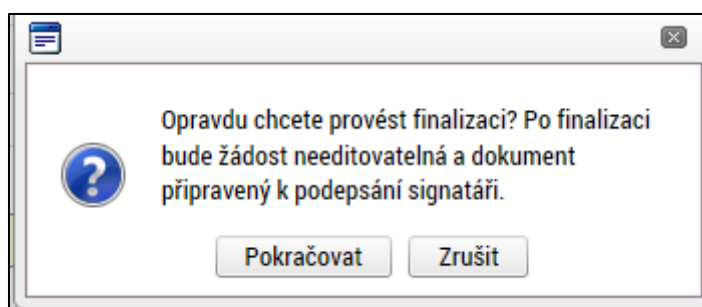 Opravdu chcete provést finalizaci? Po finalizaci
bude žádost needitovatelná a dokument
připravený k podepsání signatáři.
Pokračovat Zrušit